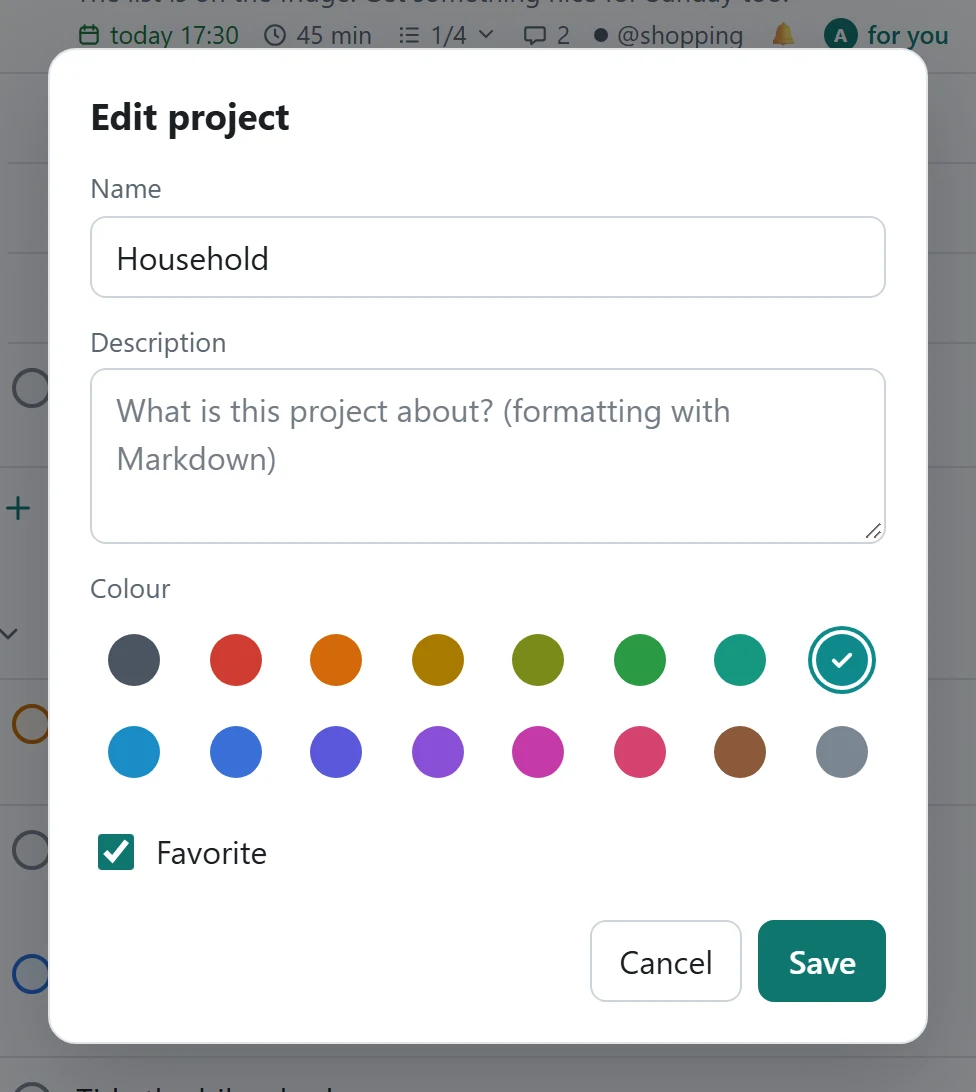 today 17:30 45 min 1/4 2 @shopping A for you
Edit project
Name
Household
Description
What is this project about? (formatting with
Markdown)
Colour
Favorite
Cancel Save